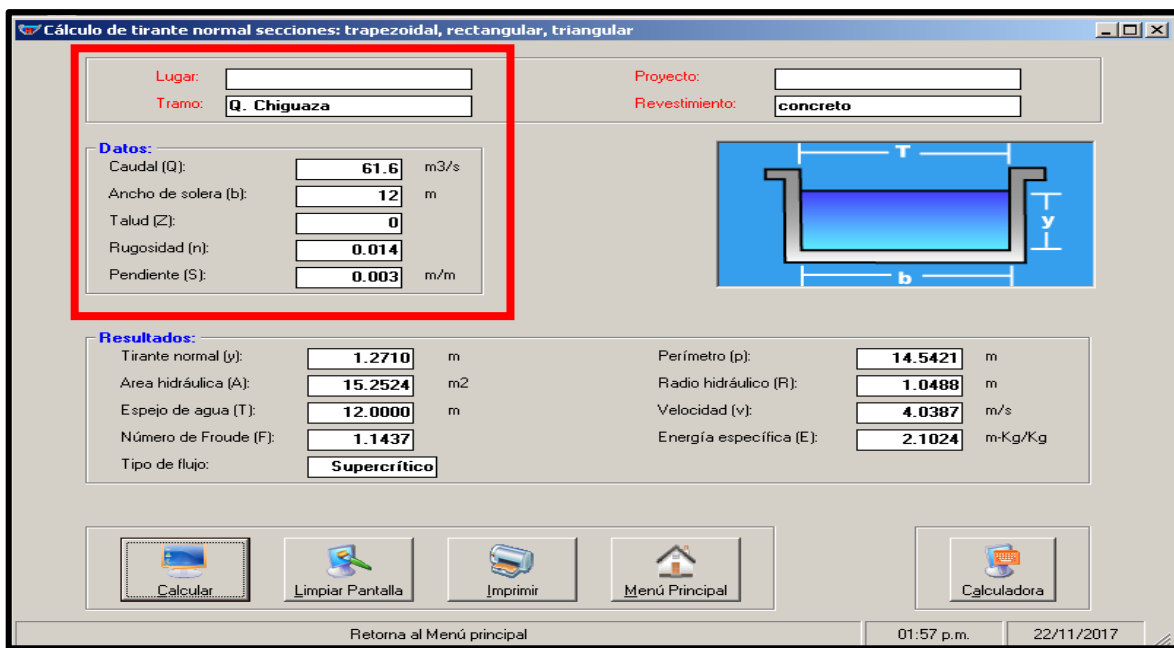 Cálculo de tirante normal secciones: trapezoidal, rectangular, triangular
Lugar: Proyecto:
Tramo: Q. Chiguaza Revestimiento: concreto
Datos:
Caudal (Q): 61.6 m3/s
Ancho de solera (b): 12 m
Talud (Z): 0
Rugosidad (n): 0.014
Pendiente (S): 0.003 m/m
T
y
b
Resultados:
Tirante normal (y): 1.2710 m Perímetro (p): 14.5421 m
Area hidráulica (A): 15.2524 m2 Radio hidráulico (R): 1.0488 m
Espejo de agua (T): 12.0000 m Velocidad (v): 4.0387 m/s
Número de Froude (F): 1.1437 Energía específica (E): 2.1024 m-Kg/Kg
Tipo de flujo: Supercrítico
Calcular Limpiar Pantalla Imprimir Menú Principal Calculadora
Retorna al Menú principal 01:57 p.m. 22/11/2017